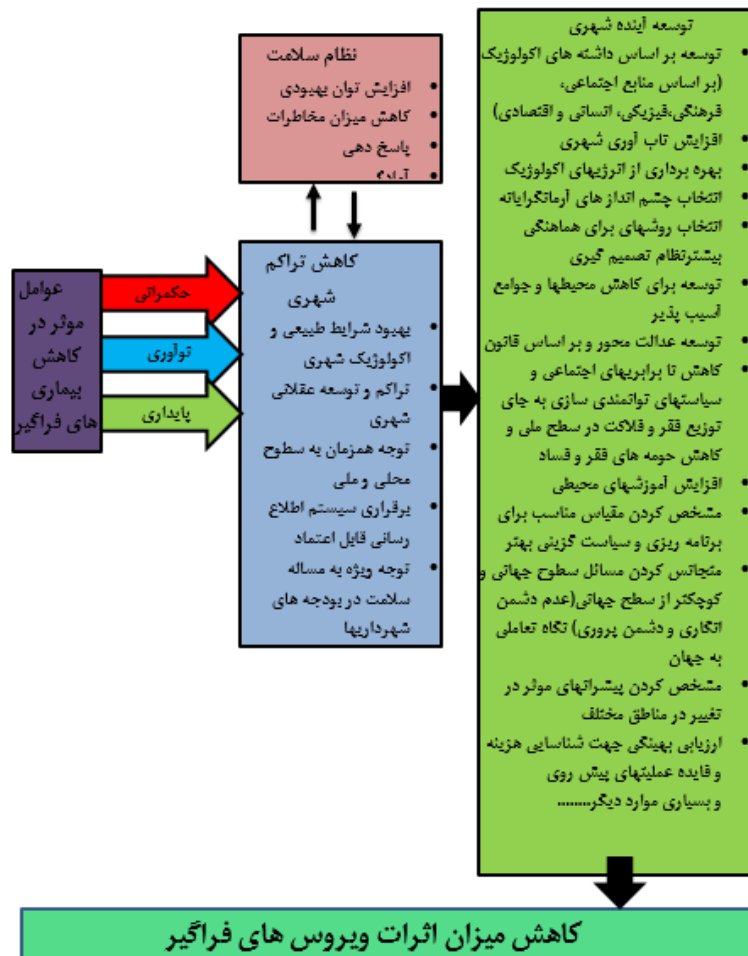 نظام سلامت
افزایش توان بهبودی
کاهش میزان مخاطرات
پاسخ دهی
عوامل
موثر در
کاهش
بیماری
های فراگیر
حکمرانی
نوآوری
پایداری
کاهش تراکم
شهری
بهبود شرایط طبیعی و
اکولوژیک شهری
تراکم و توسعه عقلانی
شهری
توجه همزمان به سطوح
محلی و ملی
برقراری سیستم اطلاع
رسانی قابل اعتماد
توجه ویژه به مساله
سلامت در بودجه های
شهرداریها
توسعه آینده شهری
توسعه بر اساس داشته های اکولوژیک
(بر اساس منابع اجتماعی،
فرهنگی،فیزیکی، انسانی و اقتصادی)
افزایش تاب آوری شهری
بهره برداری از انرژیهای اکولوژیک
انتخاب چشم انداز های آرمانگرایانه
انتخاب روشهای برای هماهنگی
بیشترنظام تصمیم گیری
توسعه برای کاهش محیطها و جوامع
آسیب پذیر
توسعه عدالت محور و بر اساس قانون
کاهش نا برابریهای اجتماعی و
سیاستهای توانمندی سازی به جای
توزیع فقر و فلاکت در سطح ملی و
کاهش حومه های فقر و فساد
افزایش آموزشهای محیطی
مشخص کردن مقیاس مناسب برای
برنامه ریزی و سیاست گزینی بهتر
متجانس کردن مسائل سطوح جهانی و
کوچکتر از سطح جهانی(عدم دشمن
انگاری و دشمن پروری) نگاه تعاملی
به جهان
مشخص کردن پیشرانهای موثر در
تغییر در مناطق مختلف
ارزیابی بهینگی جهت شناسایی هزینه
و فایده عملیتهای پیش روی
و بسیاری موارد دیگر........
کاهش میزان اثرات ویروس های فراگیر